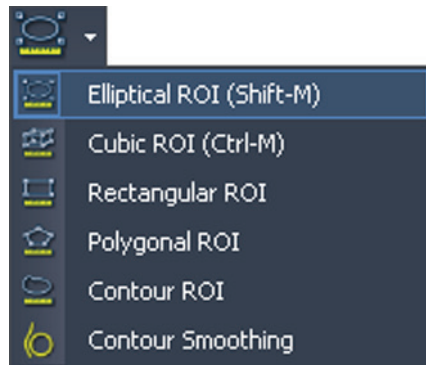 Elliptical ROI (Shift-M)
Cubic ROI (Ctrl-M)
Rectangular ROI
Polygonal ROI
Contour ROI
Contour Smoothing